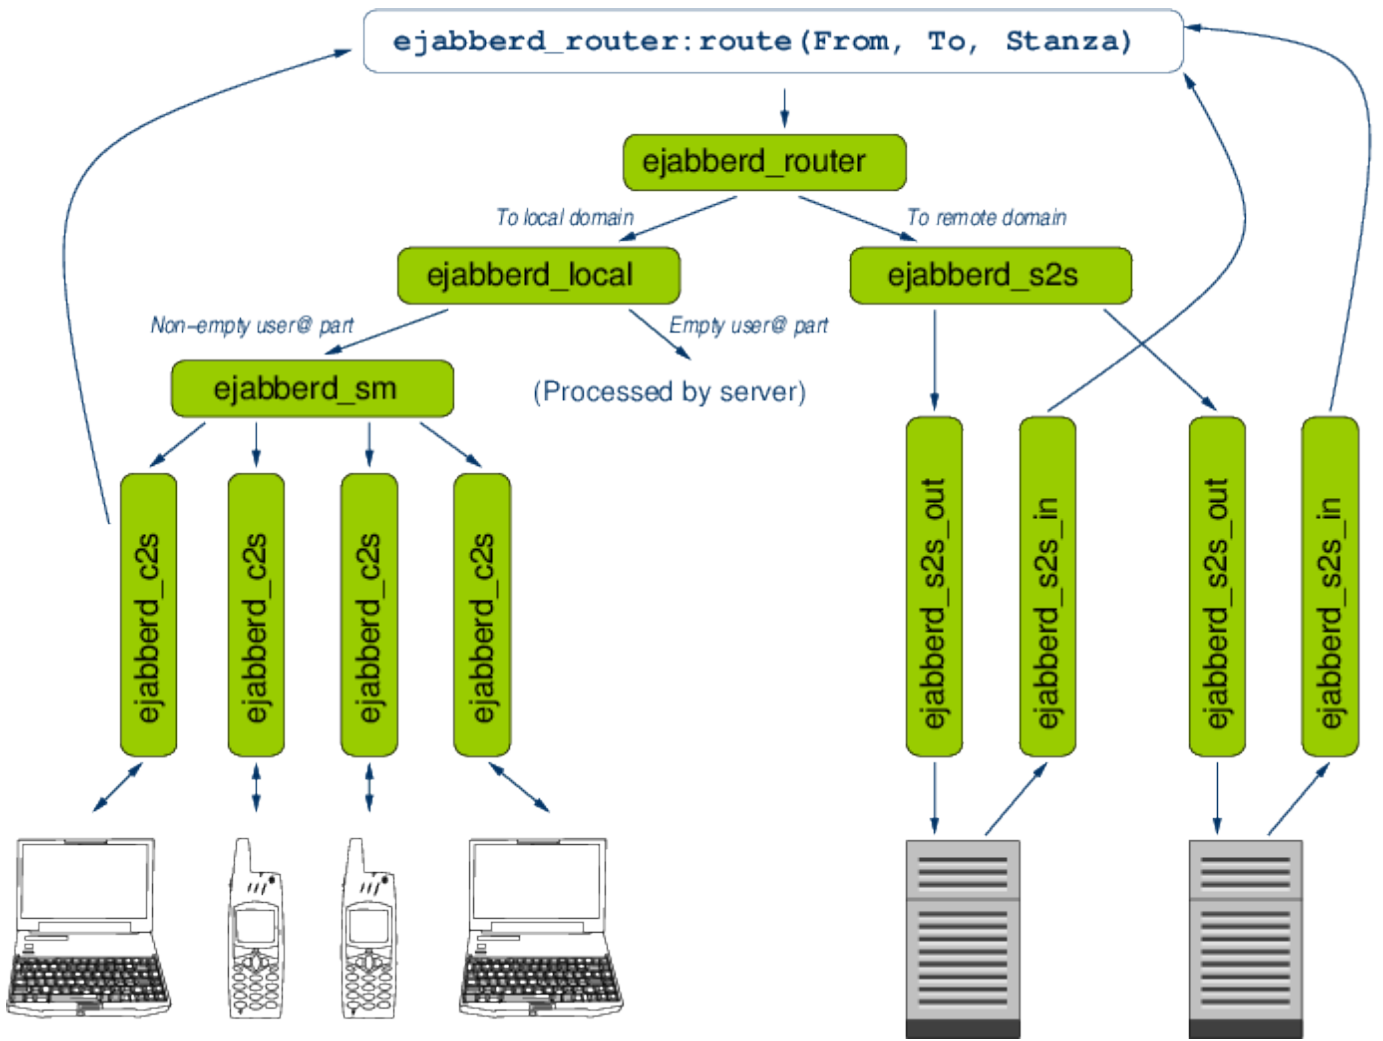 ejabberd_router:route(From, To, Stanza)
ejabberd_router
To local domain
To remote domain
ejabberd_local
ejabberd_s2s
Non-empty user@ part
Empty user@ part
ejabberd_sm
(Processed by server)
ejabberd_c2s
ejabberd_c2s
ejabberd_c2s
ejabberd_c2s
ejabberd_s2s_out
ejabberd_s2s_in
ejabberd_s2s_out
ejabberd_s2s_in